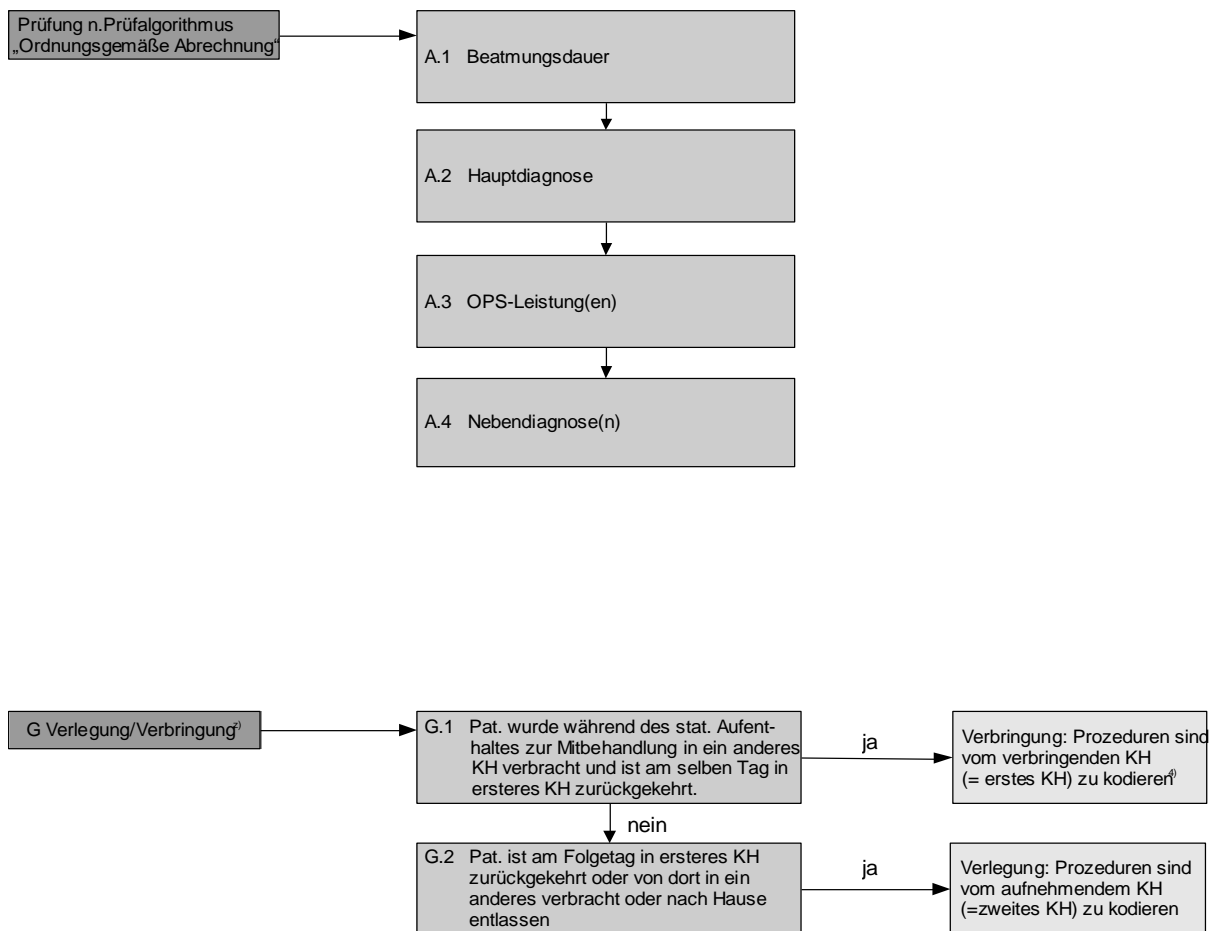 Prüfung n.Prüfalgorithmus
„Ordnungsgemäße Abrechnung“
A.1 Beatmungsdauer
A.2 Hauptdiagnose
A.3 OPS-Leistung(en)
A.4 Nebendiagnose(n)
G Verlegung/Verbringung²⁾
G.1 Pat. wurde während des stat. Aufent-
haltes zur Mitbehandlung in ein anderes
KH verbracht und ist am selben Tag in
ersteres KH zurückgekehrt.
ja
Verbringung: Prozeduren sind
vom verbringenden KH
(= erstes KH) zu kodieren⁴⁾
nein
G.2 Pat. ist am Folgetag in ersteres KH
zurückgekehrt oder von dort in ein
anderes verbracht oder nach Hause
entlassen
ja
Verlegung: Prozeduren sind
vom aufnehmendem KH
(=zweites KH) zu kodieren